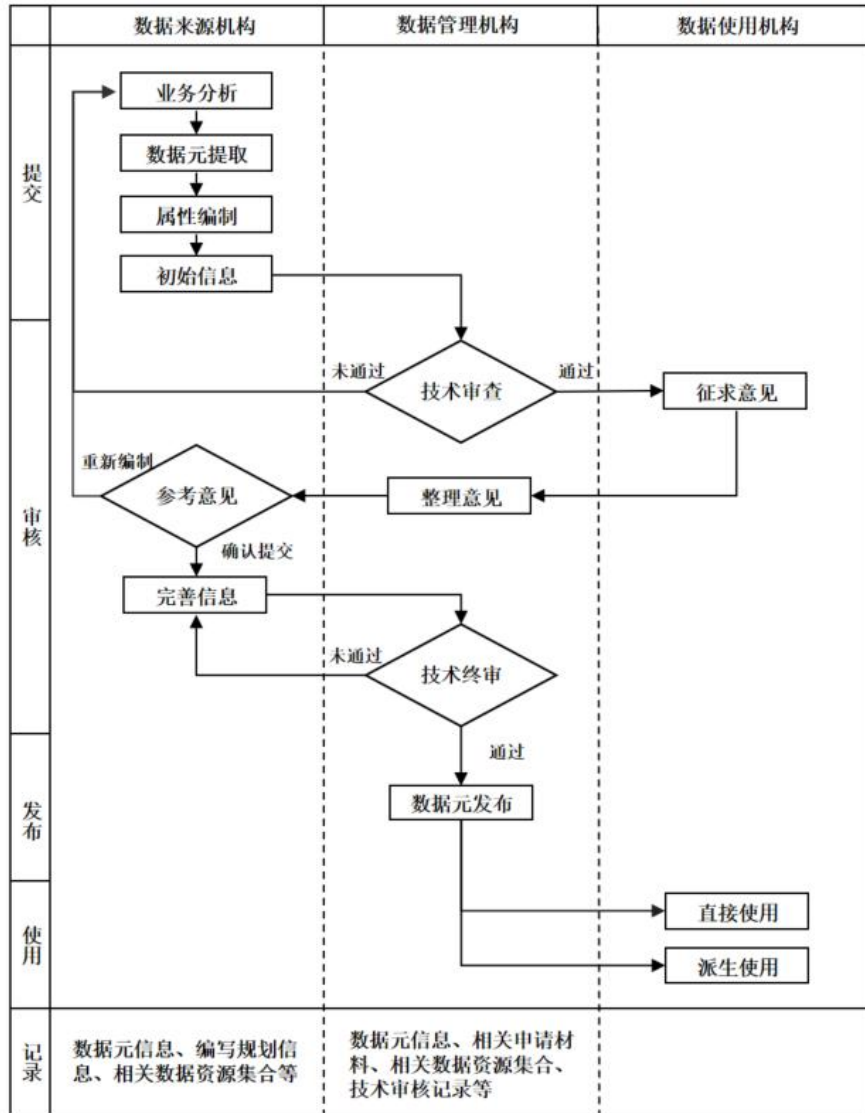 数据来源机构
数据管理机构
数据使用机构
提交
业务分析
数据元提取
属性编制
初始信息
审核
未通过
技术审查
通过
征求意见
重新编制
参考意见
整理意见
确认提交
完善信息
未通过
技术终审
通过
发布
数据元发布
使用
直接使用
派生使用
记录
数据元信息、编写规划信
息、相关数据资源集合等
数据元信息、相关申请材
料、相关数据资源集合、
技术审核记录等